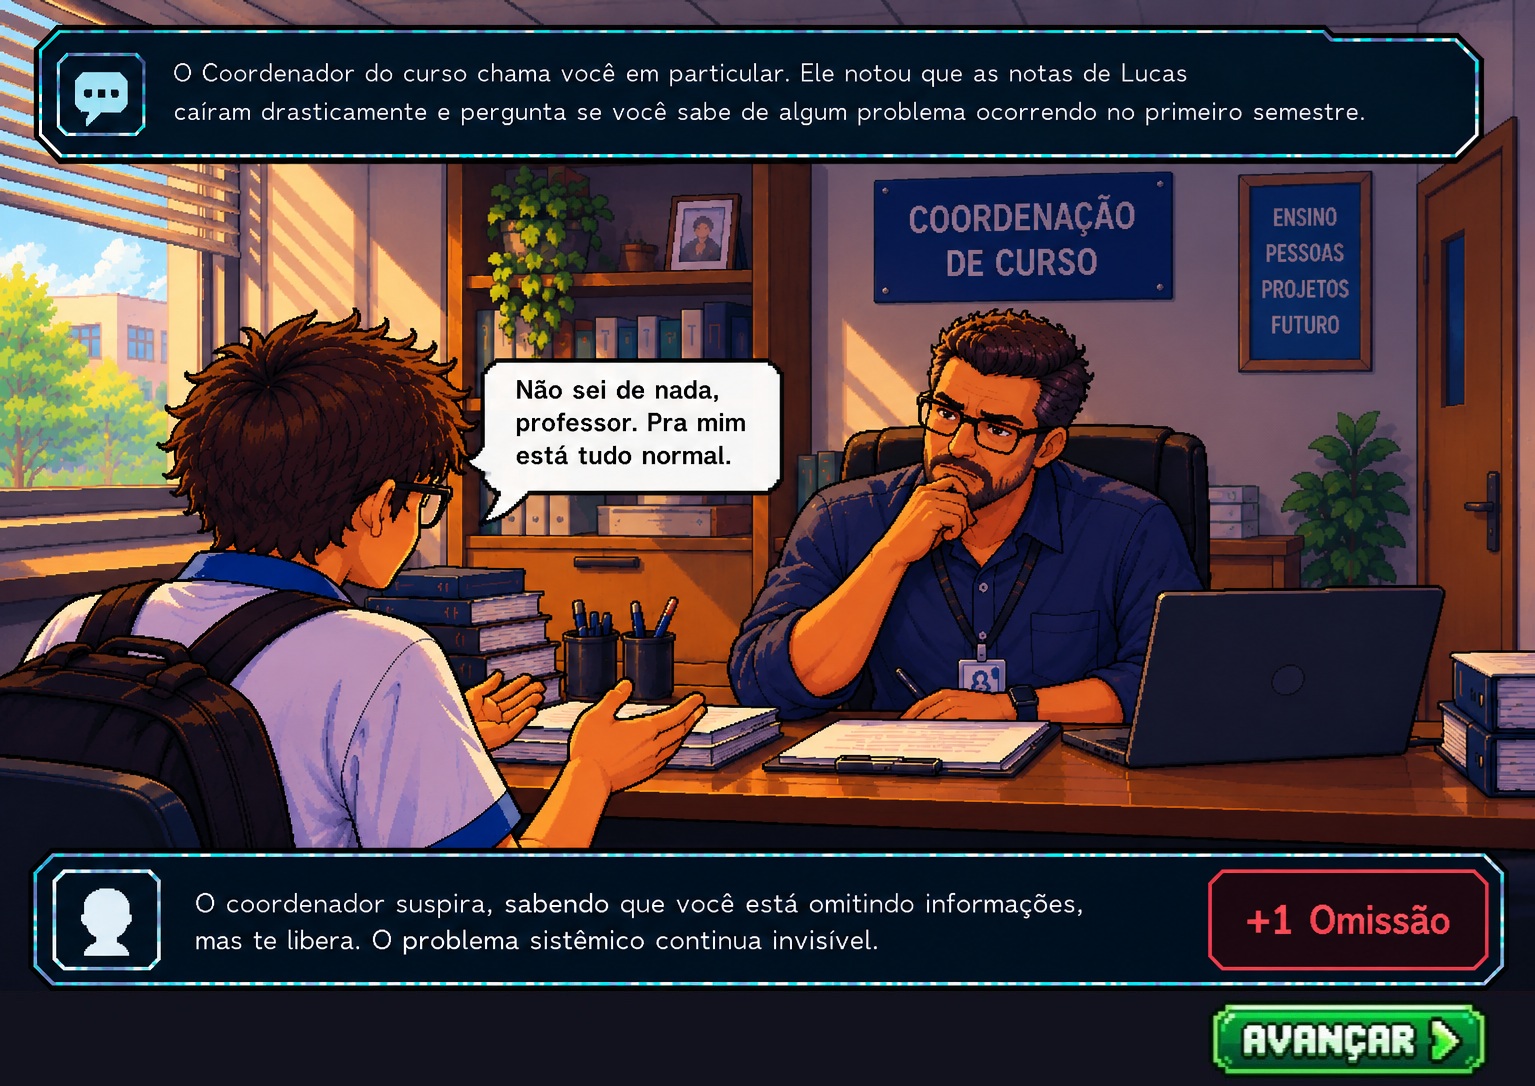 O Coordenador do curso chama você em particular. Ele notou que as notas de Lucas
caíram drasticamente e pergunta se você sabe de algum problema ocorrendo no primeiro semestre.
COORDENAÇÃO
DE CURSO
ENSINO
PESSOAS
PROJETOS
FUTURO
Não sei de nada,
professor. Pra mim
está tudo normal.
O coordenador suspira, sabendo que você está omitindo informações,
mas te libera. O problema sistêmico continua invisível.
+1 Omissão
AVANÇAR